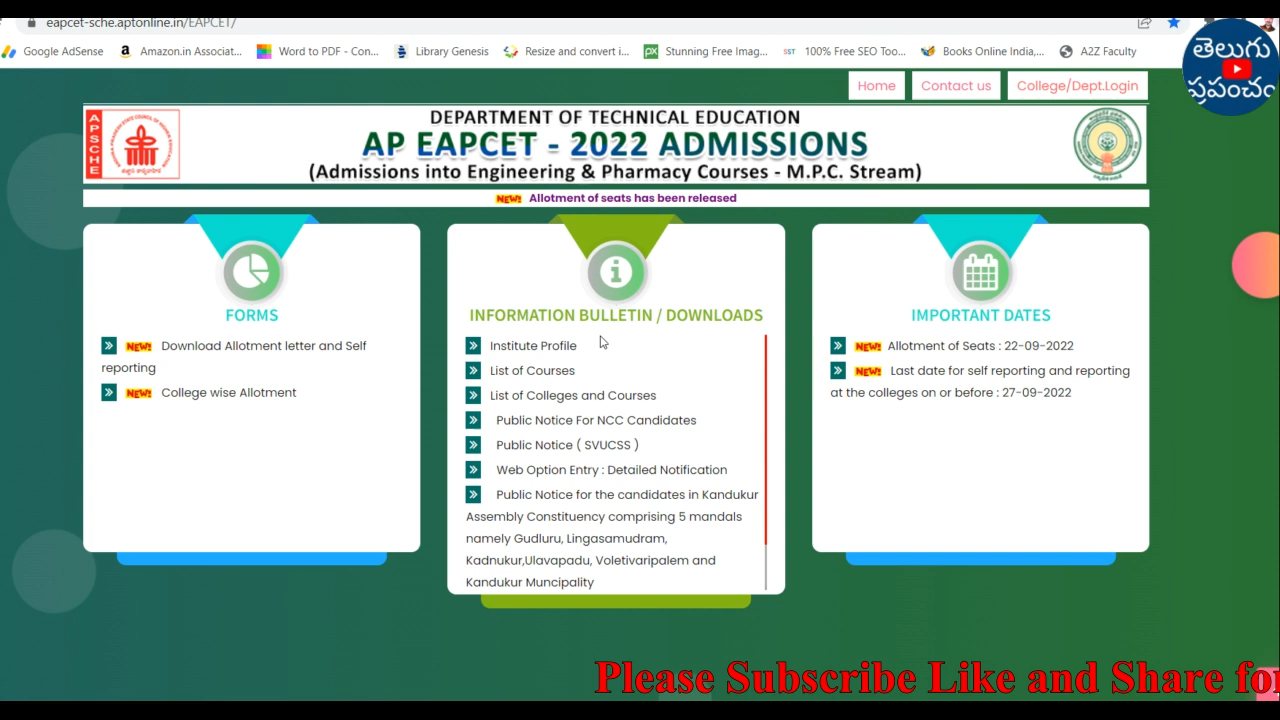 eapcet-sche.aptonline.in/EAPCET/
Google AdSense
Amazon.in Associat...
Word to PDF - Con...
Library Genesis
Resize and convert i...
Stunning Free Imag...
SST 100% Free SEO Too...
Books Online India,...
A2Z Faculty
తెలుగు
ప్రపంచం
Home
Contact us
College/Dept.Login
APSCHE
DEPARTMENT OF TECHNICAL EDUCATION
AP EAPCET - 2022 ADMISSIONS
(Admissions into Engineering & Pharmacy Courses - M.P.C. Stream)
NEW! Allotment of seats has been released
FORMS
NEW! Download Allotment letter and Self
reporting
NEW! College wise Allotment
INFORMATION BULLETIN / DOWNLOADS
Institute Profile
List of Courses
List of Colleges and Courses
Public Notice For NCC Candidates
Public Notice ( SVUCSS )
Web Option Entry : Detailed Notification
Public Notice for the candidates in Kandukur
Assembly Constituency comprising 5 mandals
namely Gudluru, Lingasamudram,
Kadnukur,Ulavapadu, Voletivaripalem and
Kandukur Muncipality
IMPORTANT DATES
NEW! Allotment of Seats : 22-09-2022
NEW! Last date for self reporting and reporting
at the colleges on or before : 27-09-2022
Please Subscribe Like and Share for